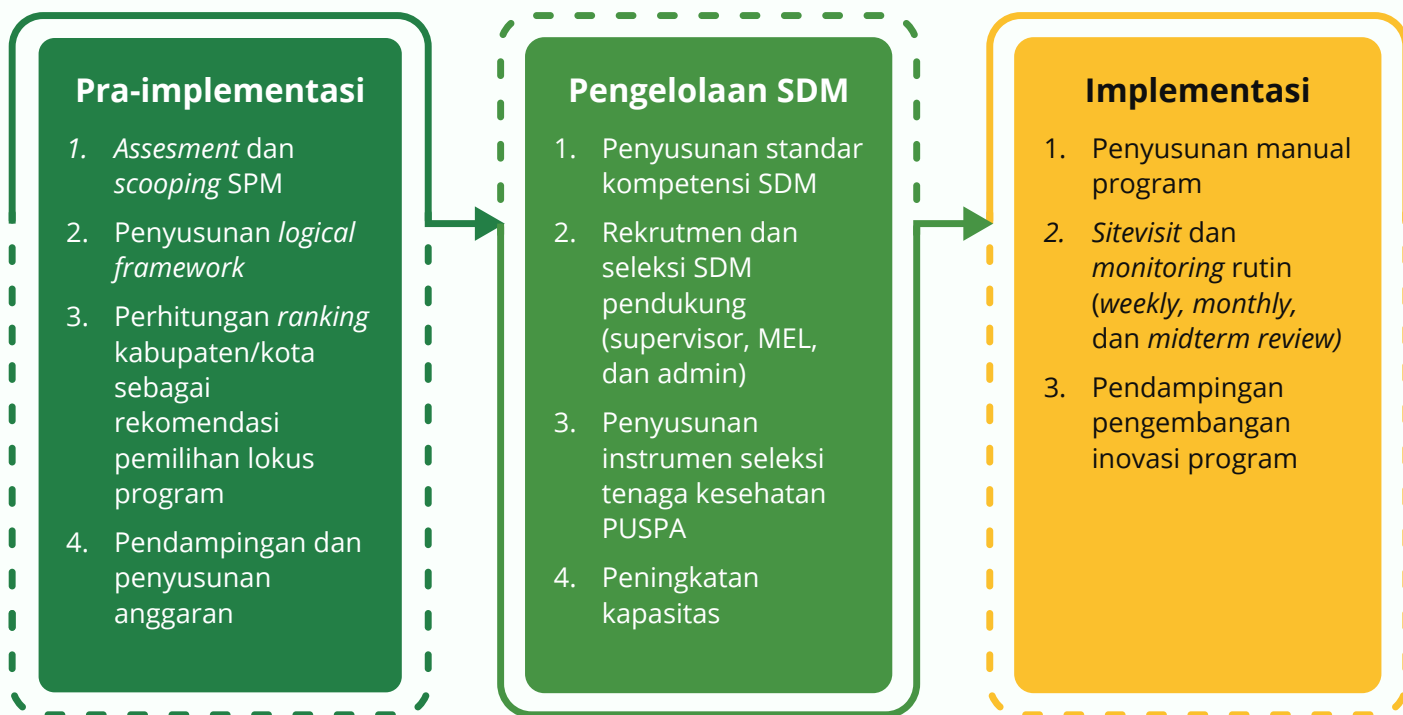 Pra-implementasi
1. Assesment dan
scooping SPM
2. Penyusunan logical
framework
3. Perhitungan ranking
kabupaten/kota
sebagai
rekomendasi
pemilihan lokus
program
4. Pendampingan dan
penyusunan
anggaran
Pengelolaan SDM
1. Penyusunan standar
kompetensi SDM
2. Rekrutmen dan
seleksi SDM
pendukung
(supervisor, MEL,
dan admin)
3. Penyusunan
instrumen seleksi
tenaga kesehatan
PUSPA
4. Peningkatan
kapasitas
Implementasi
1. Penyusunan manual
program
2. Sitevisit dan
monitoring rutin
(weekly, monthly,
dan midterm review)
3. Pendampingan
pengembangan
inovasi program